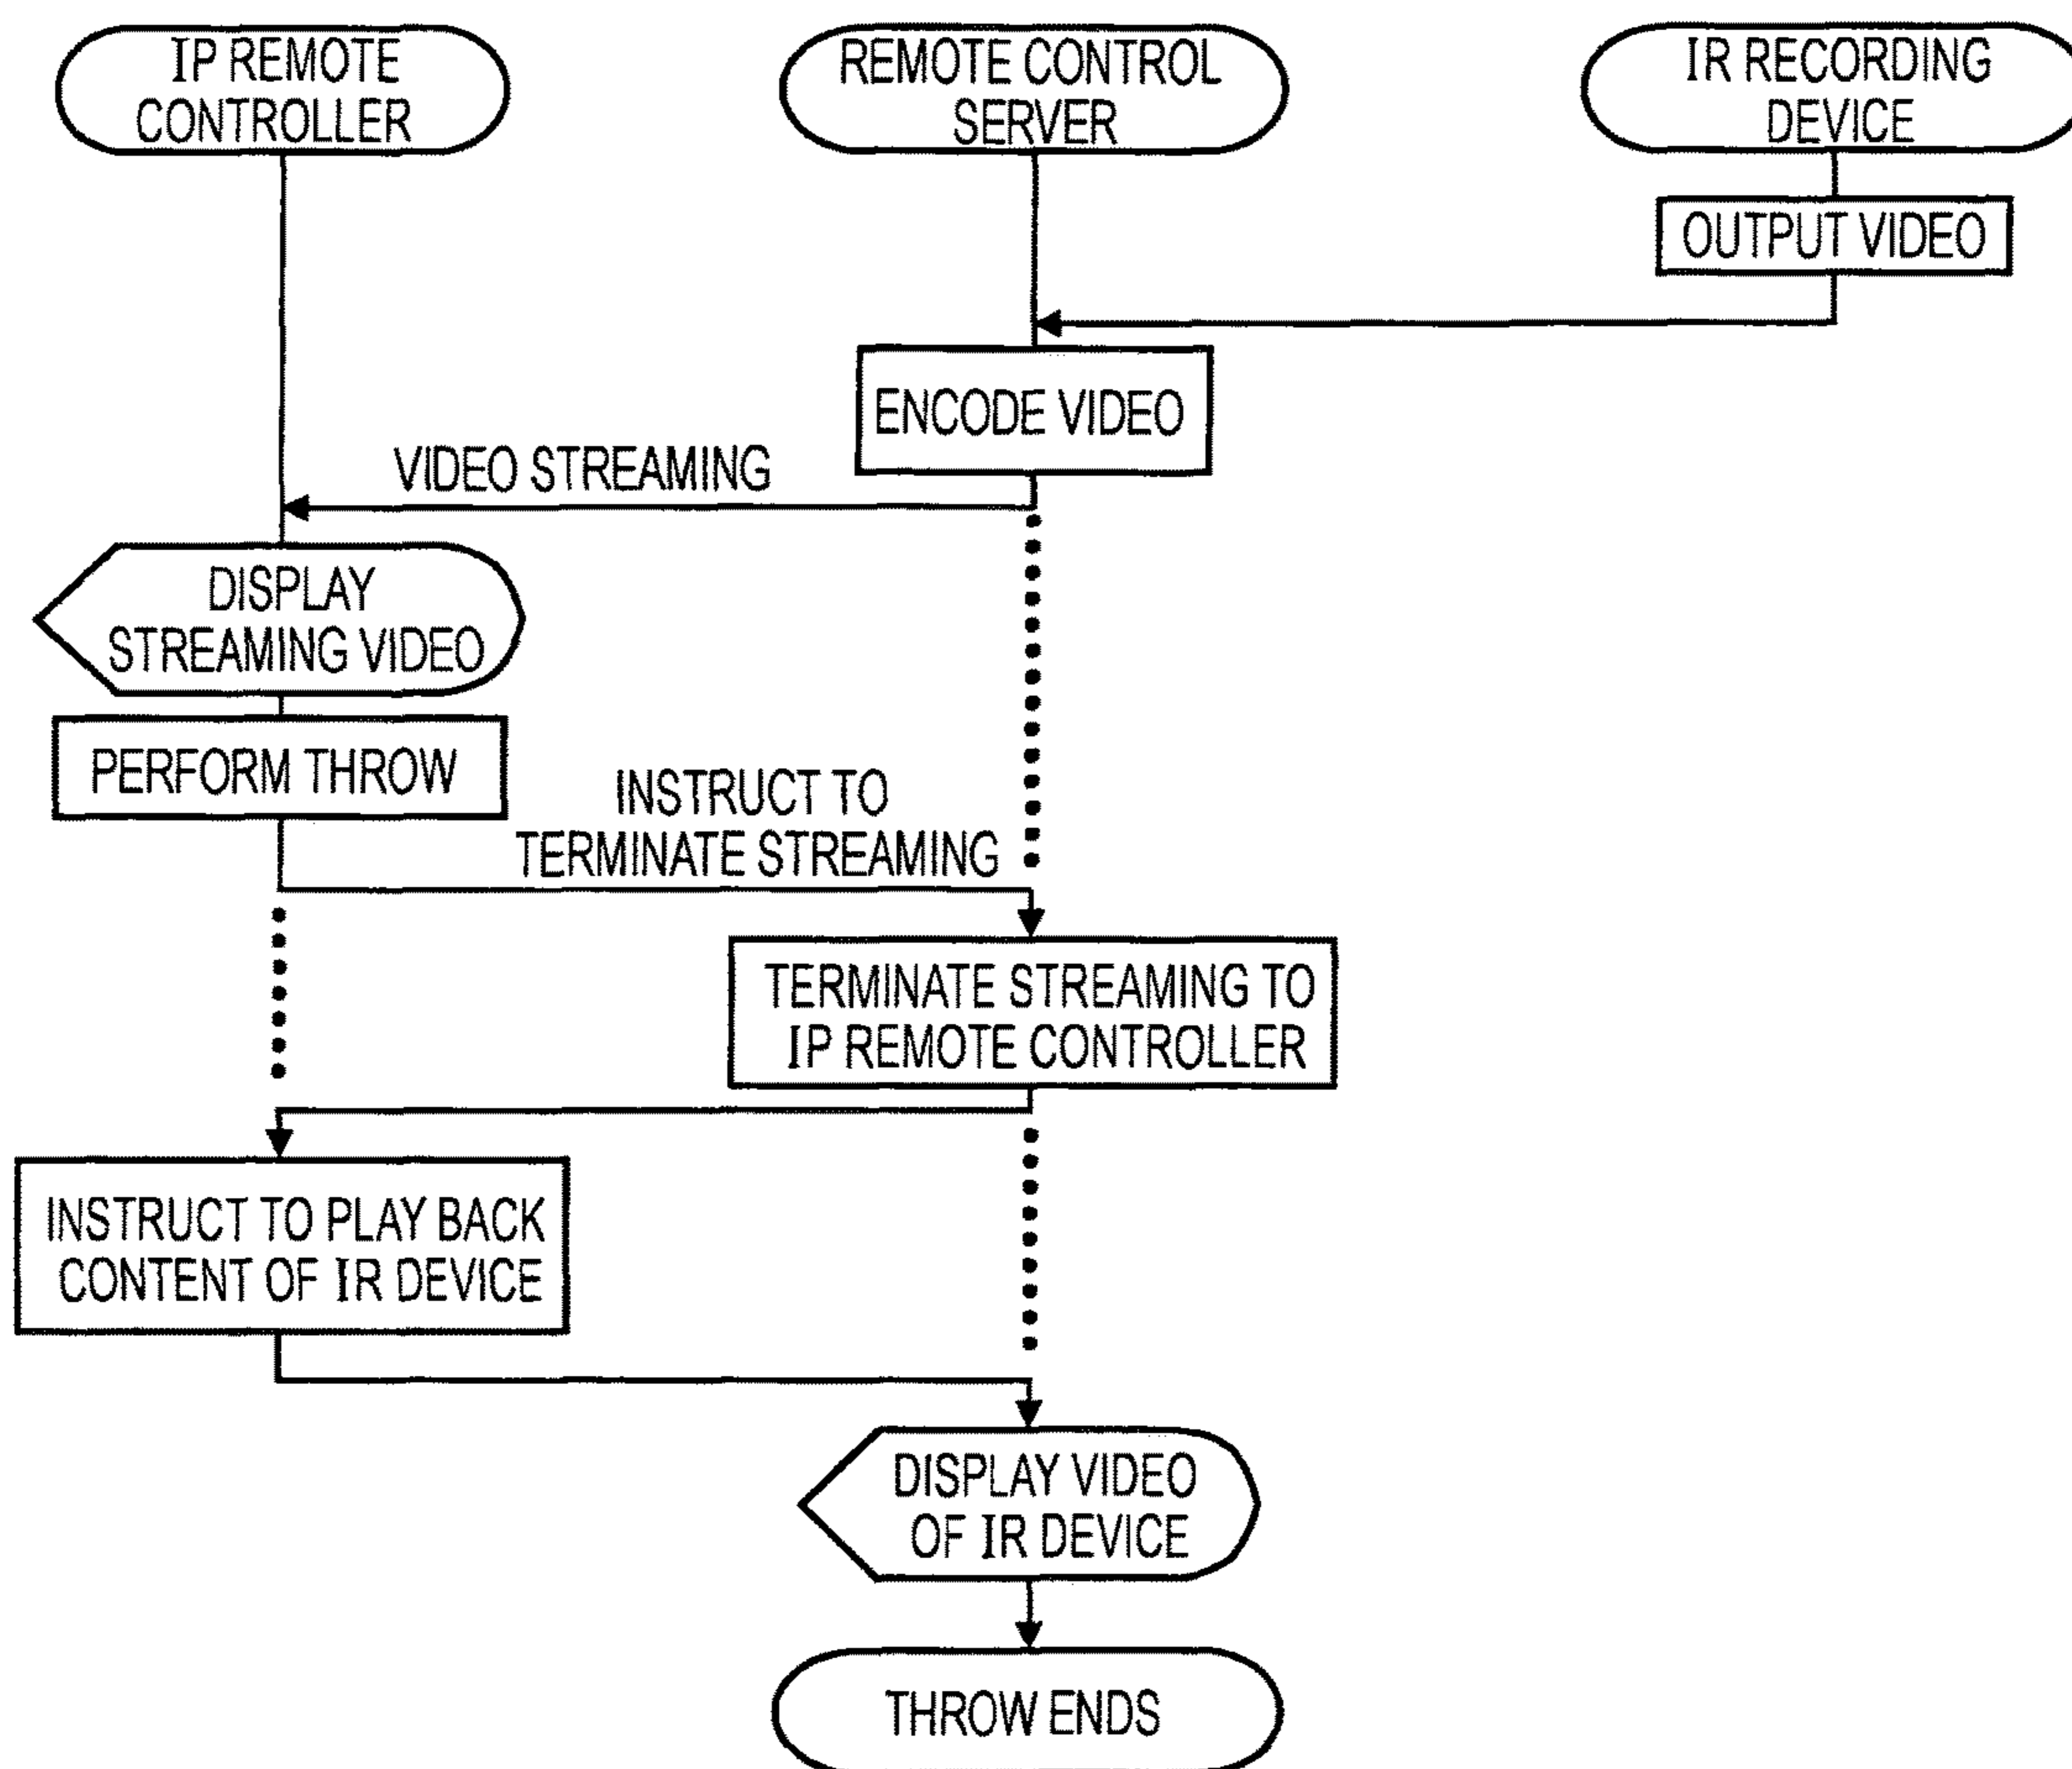 IP REMOTE
CONTROLLER
REMOTE CONTROL
SERVER
IR RECORDING
DEVICE
OUTPUT VIDEO
ENCODE VIDEO
VIDEO STREAMING
DISPLAY
STREAMING VIDEO
PERFORM THROW
INSTRUCT TO
TERMINATE STREAMING
TERMINATE STREAMING TO
IP REMOTE CONTROLLER
INSTRUCT TO PLAY BACK
CONTENT OF IR DEVICE
DISPLAY VIDEO
OF IR DEVICE
THROW ENDS